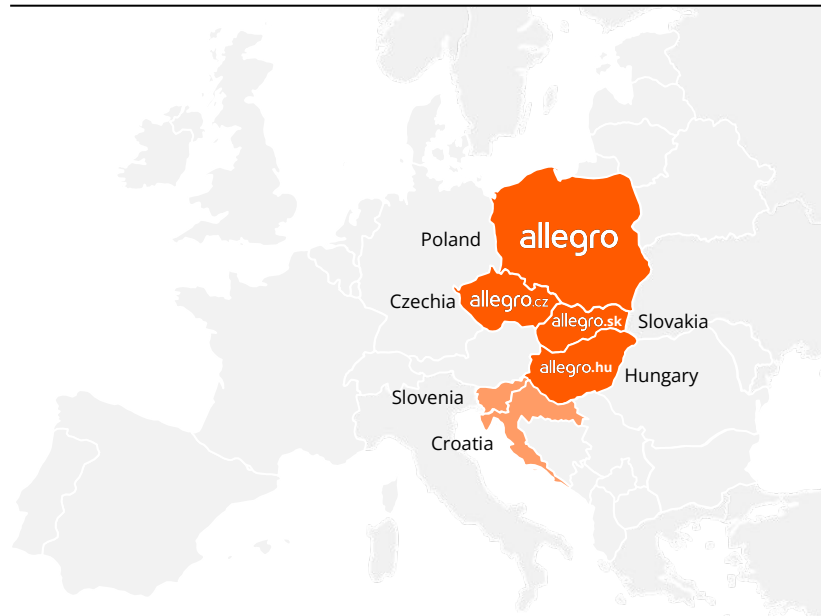 Poland
allegro
Czechia
allegro.cz
allegro.sk
Slovakia
allegro.hu
Hungary
Slovenia
Croatia